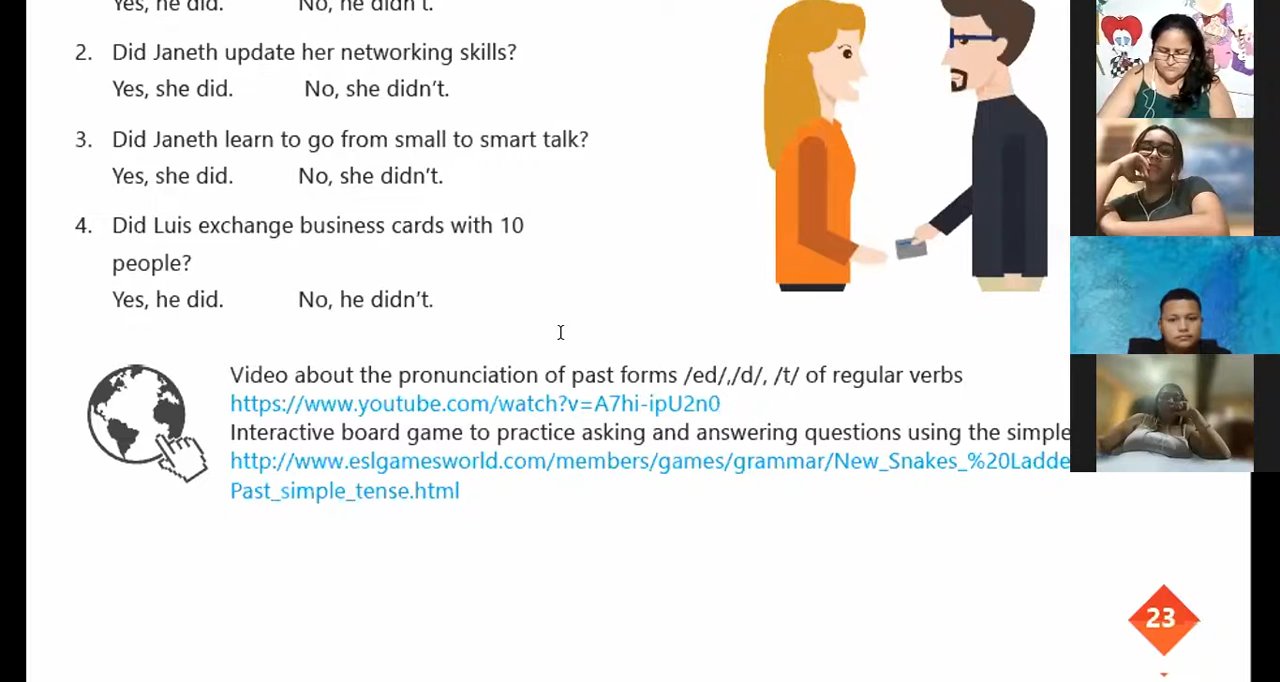 Yes, he did. No, he didn't.
2. Did Janeth update her networking skills?
Yes, she did. No, she didn't.
3. Did Janeth learn to go from small to smart talk?
Yes, she did. No, she didn't.
4. Did Luis exchange business cards with 10
people?
Yes, he did. No, he didn't.
Video about the pronunciation of past forms /ed/,/d/, /t/ of regular verbs
https://www.youtube.com/watch?v=A7hi-ipU2n0
Interactive board game to practice asking and answering questions using the simple
http://www.eslgamesworld.com/members/games/grammar/New_Snakes_%20Ladde
Past_simple_tense.html
23